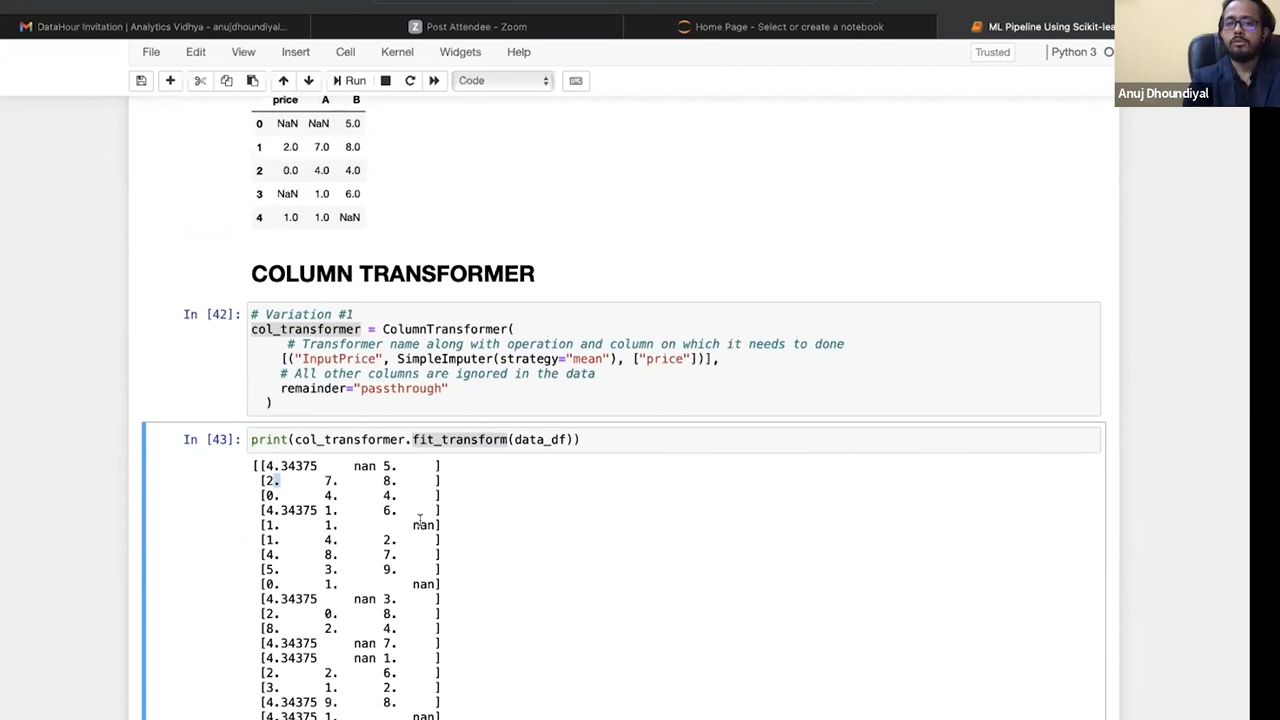 DataHour Invitation | Analytics Vidhya - anujdhoundiyal...
Post Attendee - Zoom
Home Page - Select or create a notebook
ML Pipeline Using Scikit-lea
Anuj Dhoundiyal
File Edit View Insert Cell Kernel Widgets Help
Trusted
Python 3
Run
Code
price A B
0 NaN NaN 5.0
1 2.0 7.0 8.0
2 0.0 4.0 4.0
3 NaN 1.0 6.0
4 1.0 1.0 NaN
COLUMN TRANSFORMER
In [42]: # Variation #1
col_transformer = ColumnTransformer(
# Transformer name along with operation and column on which it needs to done
[("InputPrice", SimpleImputer(strategy="mean"), ["price"])],
# All other columns are ignored in the data
remainder="passthrough"
)
In [43]: print(col_transformer.fit_transform(data_df))
[[4.34375 nan 5. ]
[2. 7. 8. ]
[0. 4. 4. ]
[4.34375 1. 6. ]
[1. 1. nan]
[1. 4. 2. ]
[4. 8. 7. ]
[5. 3. 9. ]
[0. 1. nan]
[4.34375 nan 3. ]
[2. 0. 8. ]
[8. 2. 4. ]
[4.34375 nan 7. ]
[4.34375 nan 1. ]
[2. 2. 6. ]
[3. 1. 2. ]
[4.34375 9. 8. ]
[4.34375 1. nan]